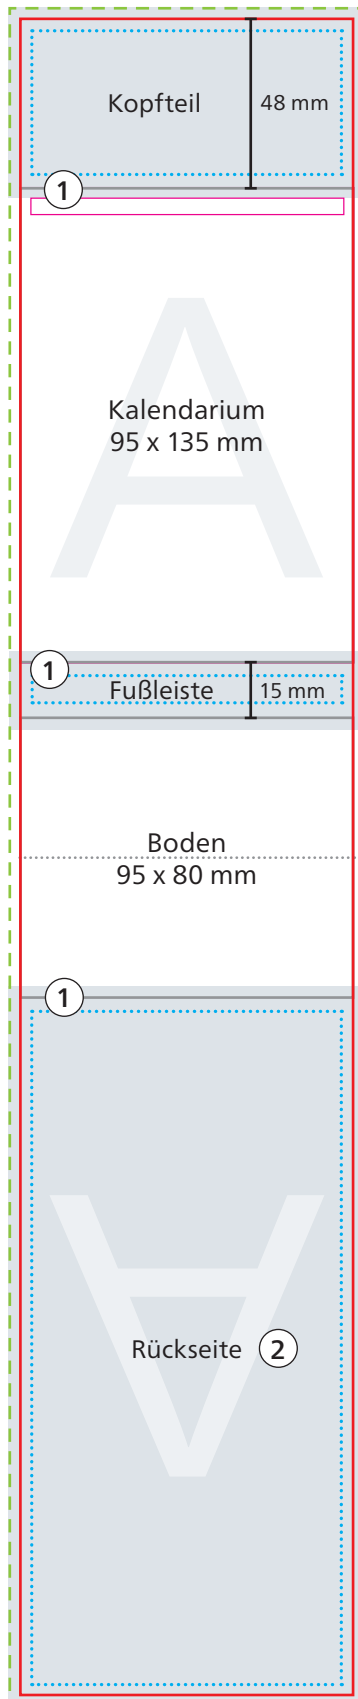 Kopfteil
48 mm
1
A
Kalendarium
95 x 135 mm
1
Fußleiste
15 mm
Boden
95 x 80 mm
1
A
Rückseite
2